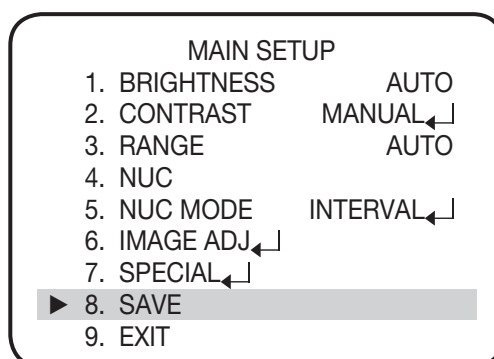 MAIN SETUP
1. BRIGHTNESS AUTO
2. CONTRAST MANUAL↵
3. RANGE AUTO
4. NUC
5. NUC MODE INTERVAL↵
6. IMAGE ADJ↵
7. SPECIAL↵
▶ 8. SAVE
9. EXIT